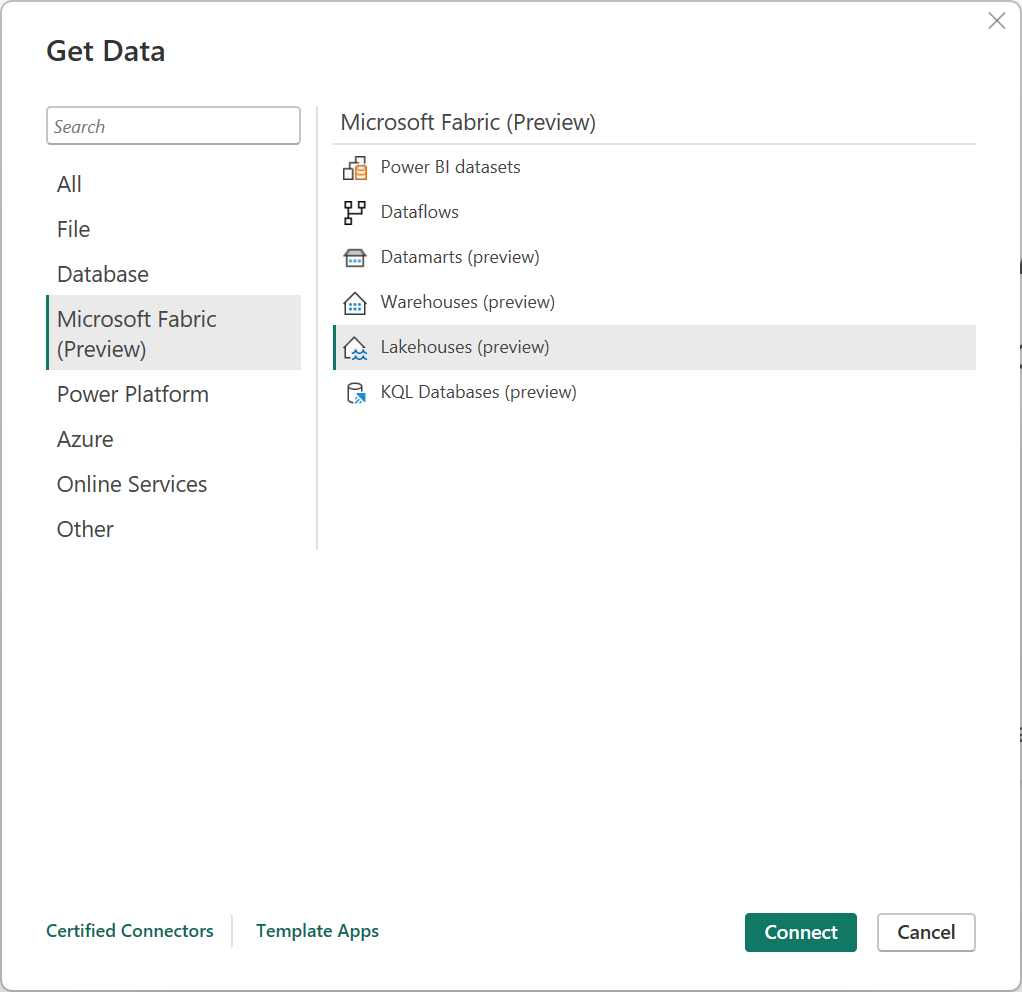 Get Data
Search
All
File
Database
Microsoft Fabric
(Preview)
Power Platform
Azure
Online Services
Other
Microsoft Fabric (Preview)
Power BI datasets
Dataflows
Datamarts (preview)
Warehouses (preview)
Lakehouses (preview)
KQL Databases (preview)
Certified Connectors
Template Apps
Connect
Cancel